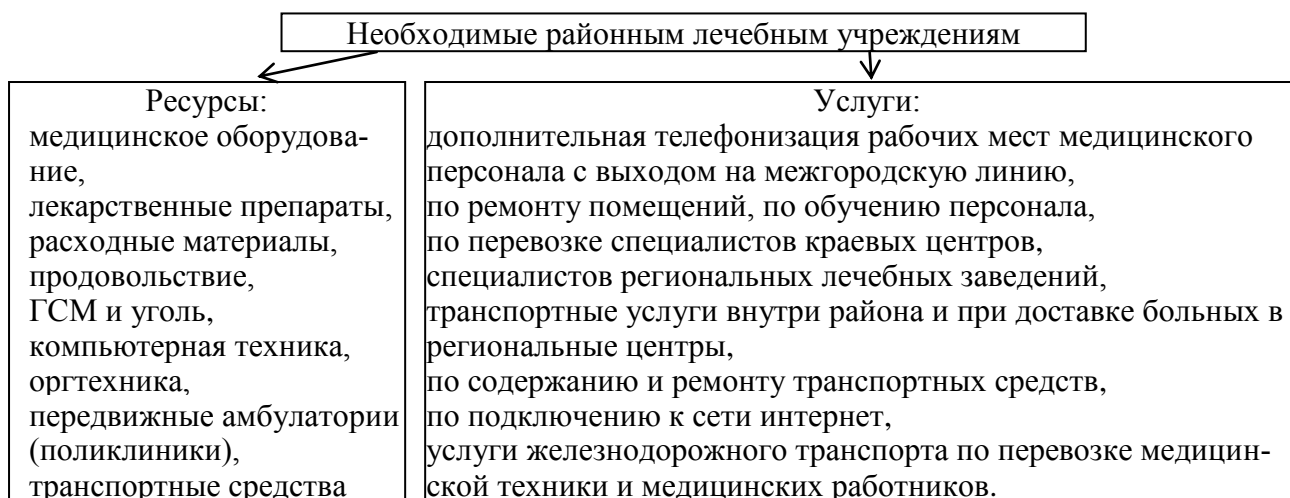 Необходимые районным лечебным учреждениям
Ресурсы:
медицинское оборудова-
ние,
лекарственные препараты,
расходные материалы,
продовольствие,
ГСМ и уголь,
компьютерная техника,
оргтехника,
передвижные амбулатории
(поликлиники),
транспортные средства
Услуги:
дополнительная телефонизация рабочих мест медицинского
персонала с выходом на межгородскую линию,
по ремонту помещений, по обучению персонала,
по перевозке специалистов краевых центров,
специалистов региональных лечебных заведений,
транспортные услуги внутри района и при доставке больных в
региональные центры,
по содержанию и ремонту транспортных средств,
по подключению к сети интернет,
услуги железнодорожного транспорта по перевозке медицин-
ской техники и медицинских работников.